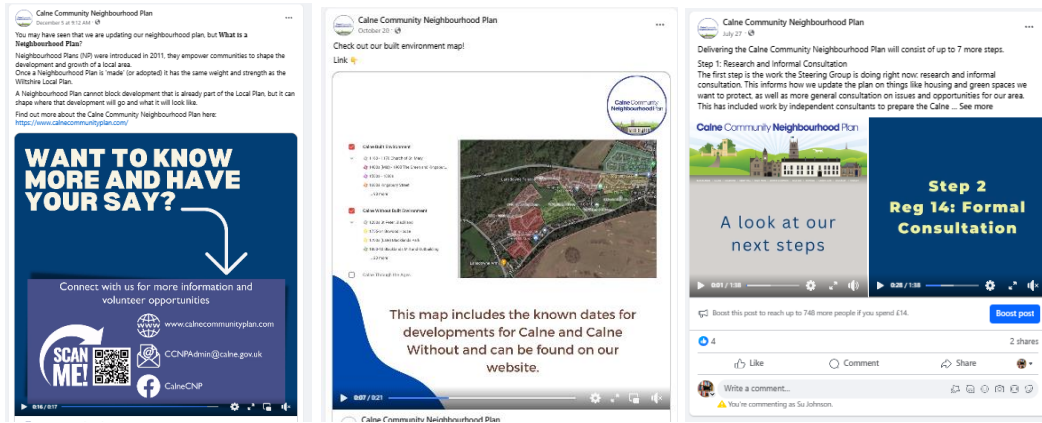 Calne Community Neighbourhood Plan
December 5 at 9:12 AM
You may have seen that we are updating our neighbourhood plan, but What is a
Neighbourhood Plan?
Neighbourhood Plans (NP) were introduced in 2011, they empower communities to shape the
development and growth of a local area.
Once a Neighbourhood Plan is 'made' (or adopted) it has the same weight and strength as the
Wiltshire Local Plan.
A Neighbourhood Plan cannot block development that is already part of the Local Plan, but it can
shape where that development will go and what it will look like.
Find out more about the Calne Community Neighbourhood Plan here:
https://www.calnecommunityplan.com/
WANT TO KNOW
MORE AND HAVE
YOUR SAY?
Connect with us for more information and
volunteer opportunities
SCAN
ME!
www.calnecommunityplan.com
CCNPAdmin@calne.gov.uk
CalneCNP
0:16 / 0:17
Calne Community Neighbourhood Plan
October 20
Check out our built environment map!
Link
Calne Community
Neighbourhood Plan
Calne Built Environment
Calne Without Built Environment
This map includes the known dates for
developments for Calne and Calne
Without and can be found on our
website.
0:07 / 0:21
Calne Community Neighbourhood Plan
Calne Community Neighbourhood Plan
July 27
Delivering the Calne Community Neighbourhood Plan will consist of up to 7 more steps.
Step 1: Research and Informal Consultation
The first step is the work the Steering Group is doing right now: research and informal
consultation. This informs how we update the plan on things like housing and green spaces we
want to protect, as well as more general consultation on issues and opportunities for our area.
This has included work by independent consultants to prepare the Calne ... See more
Calne Community Neighbourhood Plan
A look at our
next steps
0:01 / 1:38
Step 2
Reg 14: Formal
Consultation
0:28 / 1:38
Boost this post to reach up to 748 more people if you spend £14.
Boost post
4
2 shares
Like
Comment
Share
Write a comment...
You're commenting as Su Johnson.